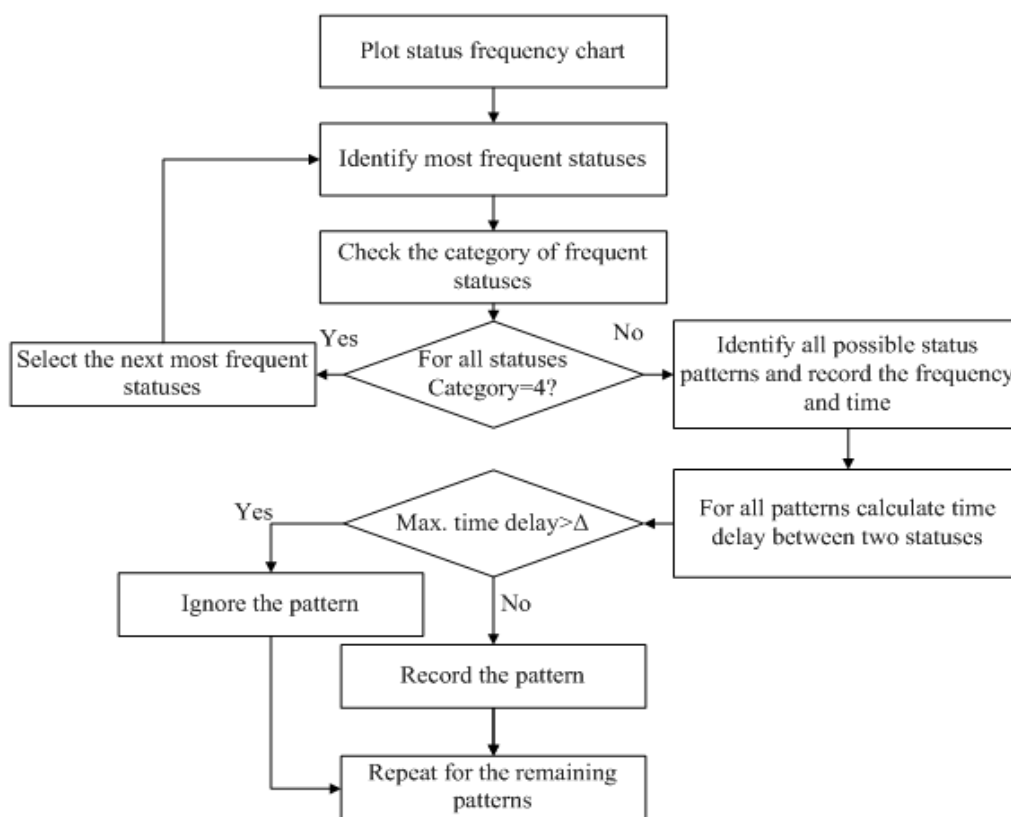 Plot status frequency chart
Identify most frequent statuses
Check the category of frequent
statuses
Yes
No
Select the next most frequent
statuses
For all statuses
Category=4?
Identify all possible status
patterns and record the frequency
and time
For all patterns calculate time
delay between two statuses
Max. time delay>Δ
Yes
Ignore the pattern
No
Record the pattern
Repeat for the remaining
patterns